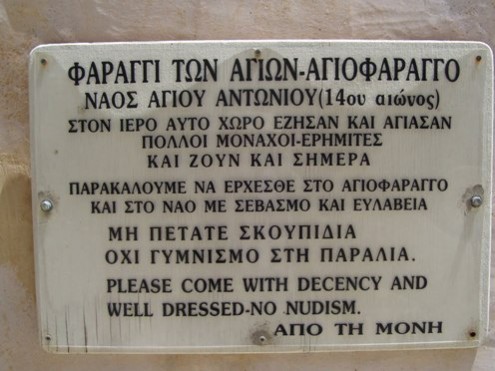 ΦΑΡΑΓΓΙ ΤΩΝ ΑΓΙΩΝ-ΑΓΙΟΦΑΡΑΓΓΟ
ΝΑΟΣ ΑΓΙΟΥ ΑΝΤΩΝΙΟΥ(14ου αιώνος)
ΣΤΟΝ ΙΕΡΟ ΑΥΤΟ ΧΩΡΟ ΕΖΗΣΑΝ ΚΑΙ ΑΓΙΑΣΑΝ
ΠΟΛΛΟΙ ΜΟΝΑΧΟΙ-ΕΡΗΜΙΤΕΣ
ΚΑΙ ΖΟΥΝ ΚΑΙ ΣΗΜΕΡΑ
ΠΑΡΑΚΑΛΟΥΜΕ ΝΑ ΕΡΧΕΣΘΕ ΣΤΟ ΑΓΙΟΦΑΡΑΓΓΟ
ΚΑΙ ΣΤΟ ΝΑΟ ΜΕ ΣΕΒΑΣΜΟ ΚΑΙ ΕΥΛΑΒΕΙΑ
ΜΗ ΠΕΤΑΤΕ ΣΚΟΥΠΙΔΙΑ
ΟΧΙ ΓΥΜΝΙΣΜΟ ΣΤΗ ΠΑΡΑΛΙΑ.
PLEASE COME WITH DECENCY AND
WELL DRESSED-NO NUDISM.
ΑΠΟ ΤΗ ΜΟΝΗ